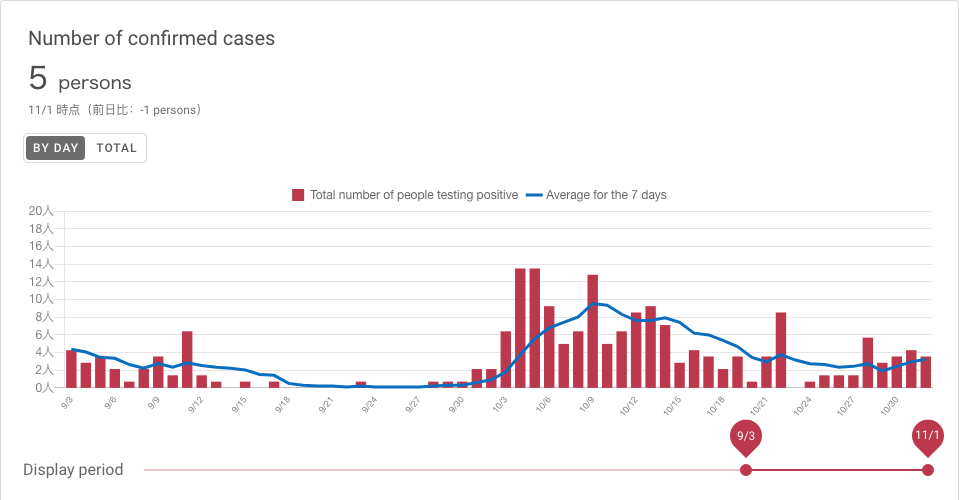 Number of confirmed cases
5 persons
11/1 時点（前日比：-1 persons）
BY DAY TOTAL
Total number of people testing positive Average for the 7 days
20人
18人
16人
14人
12人
10人
8人
6人
4人
2人
0人
9/3 9/6 9/9 9/12 9/15 9/18 9/21 9/24 9/27 9/30 10/3 10/6 10/9 10/12 10/15 10/18 10/21 10/24 10/27 10/30
9/3 11/1
Display period